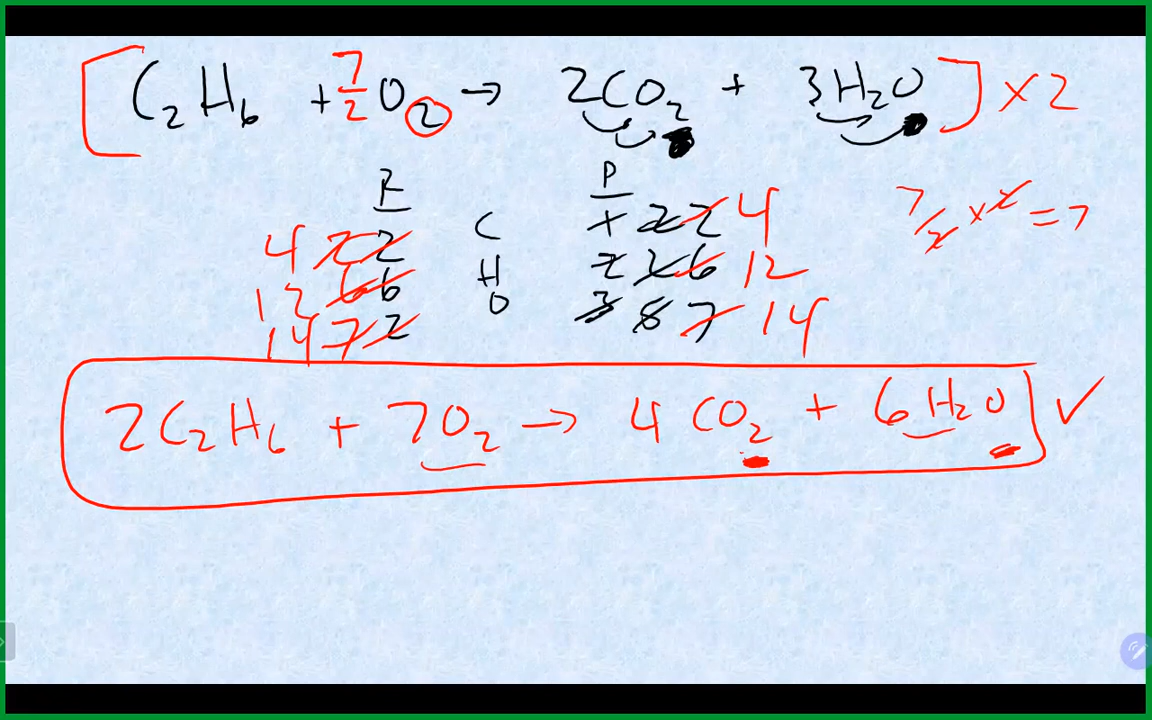 [C₂H₆ + 7/2 O₂ → 2CO₂ + 3H₂O] × 2
R P
4 2 2 C 1 2 2 4
12 6 6 H 2 2 6 12
14 7 2 O 3 8 7 14
7/2 × 2 = 7
2C₂H₆ + 7O₂ → 4CO₂ + 6H₂O ✓